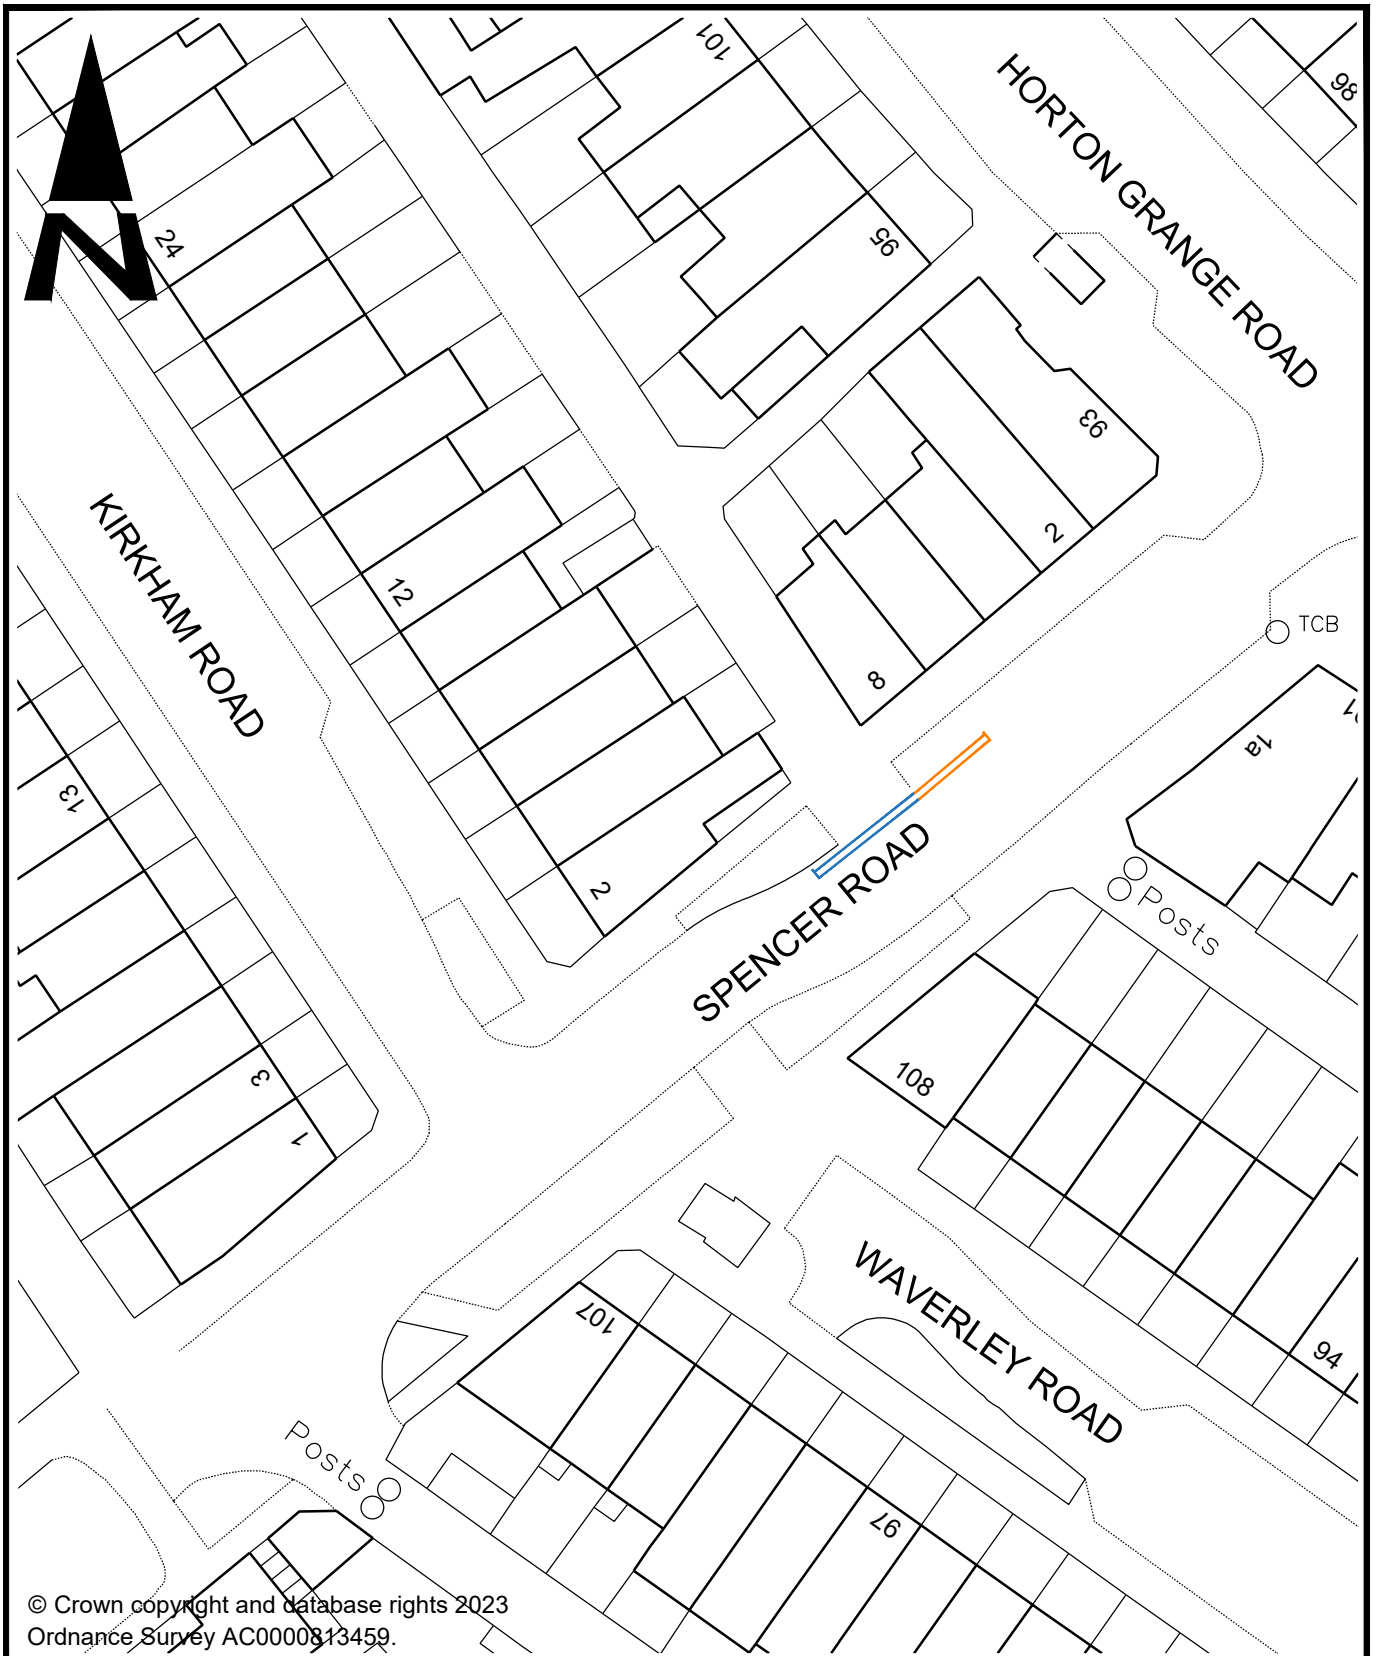 101
98
HORTON GRANGE ROAD
N
24
95
93
KIRKHAM ROAD
2
12
TCB
8
1a
13
2
Posts
SPENCER ROAD
3
108
1
WAVERLEY ROAD
107
94
Posts
97
© Crown copyright and database rights 2023
Ordnance Survey AC0000813459.